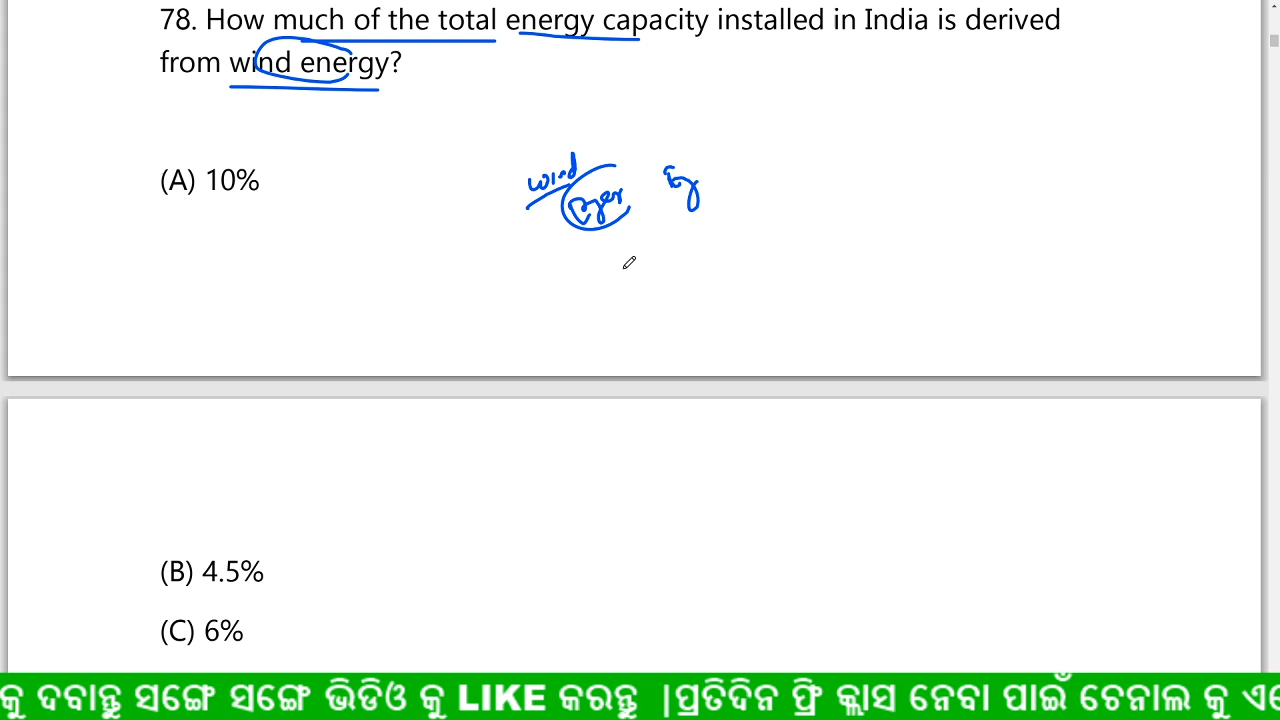 78. How much of the total energy capacity installed in India is derived
from wind energy?
(A) 10%
wind
(B) 4.5%
(C) 6%
କୁ ଦବାନ୍ତୁ ସଙ୍ଗେ ସଙ୍ଗେ ଭିଡିଓ କୁ LIKE କରନ୍ତୁ |ପ୍ରତିଦିନ ଫ୍ରି କ୍ଲାସ ନେବା ପାଇଁ ଚେନାଲ କୁ